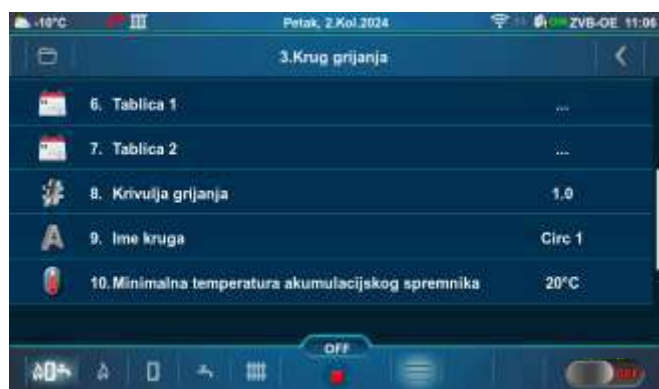 -10°C Petak, 2.Kol.2024 ZVB-OE 11:06
3.Krug grijanja
6. Tablica 1 ...
7. Tablica 2 ...
8. Krivulja grijanja 1.0
9. Ime kruga Circ 1
10. Minimalna temperatura akumulacijskog spremnika 20°C
OFF
OFF